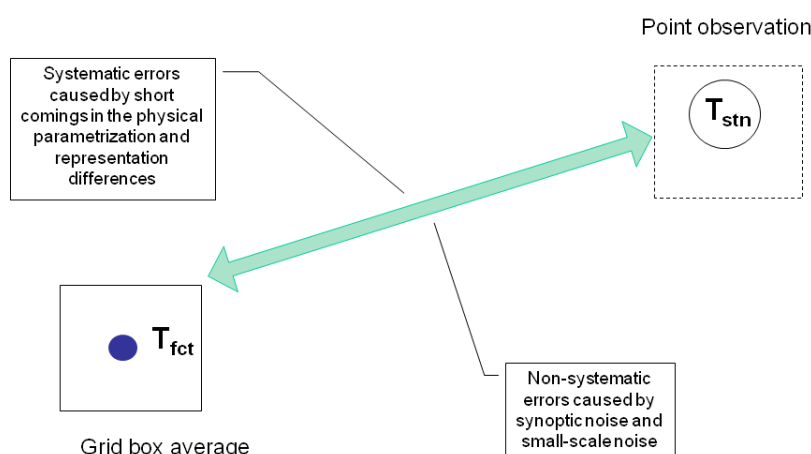 Point observation
Systematic errors
caused by short
comings in the physical
parametrization and
representation
differences
T stn
T fct
Non-systematic
errors caused by
synoptic noise and
small-scale noise
Grid box average